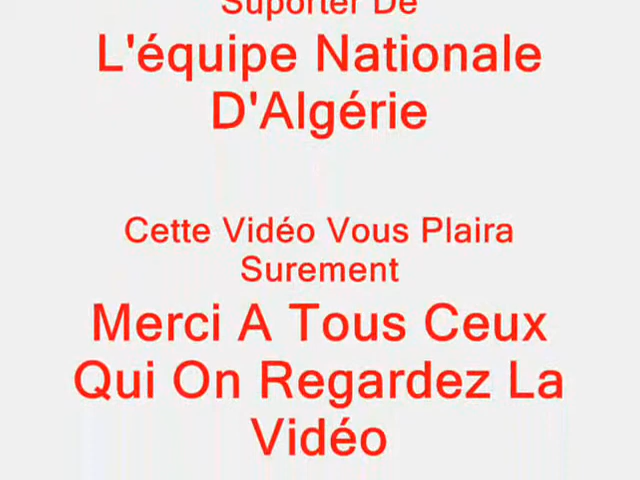 Suporter De
L'équipe Nationale
D'Algérie
Cette Vidéo Vous Plaira
Surement
Merci A Tous Ceux
Qui On Regardez La
Vidéo